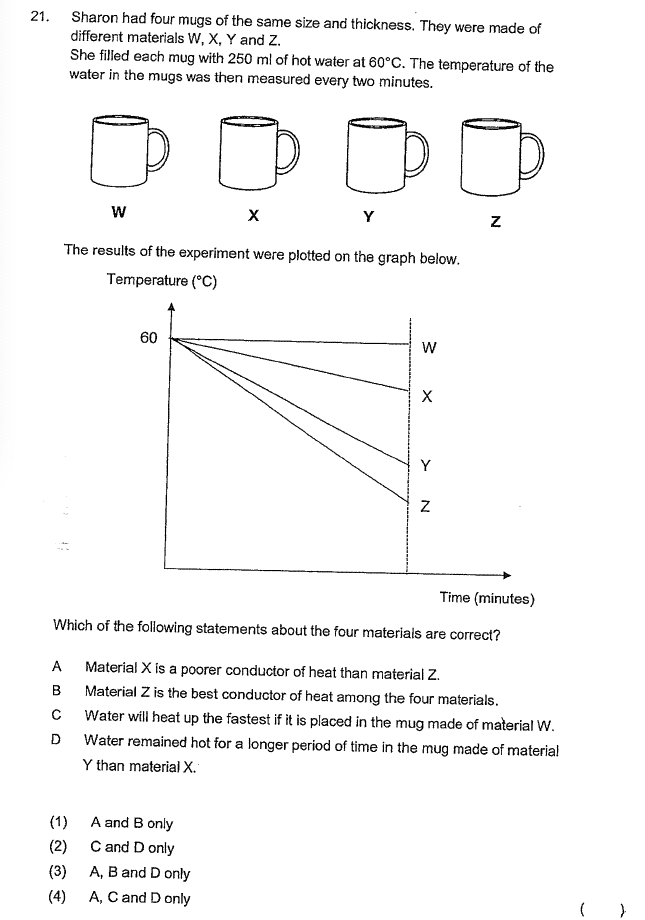 21. Sharon had four mugs of the same size and thickness. They were made of
different materials W, X, Y and Z.
She filled each mug with 250 ml of hot water at 60°C. The temperature of the
water in the mugs was then measured every two minutes.
W X Y Z
The results of the experiment were plotted on the graph below.
Temperature (°C)
60
W
X
Y
Z
Time (minutes)
Which of the following statements about the four materials are correct?
A Material X is a poorer conductor of heat than material Z.
B Material Z is the best conductor of heat among the four materials.
C Water will heat up the fastest if it is placed in the mug made of material W.
D Water remained hot for a longer period of time in the mug made of material
Y than material X.
(1) A and B only
(2) C and D only
(3) A, B and D only
(4) A, C and D only
( )